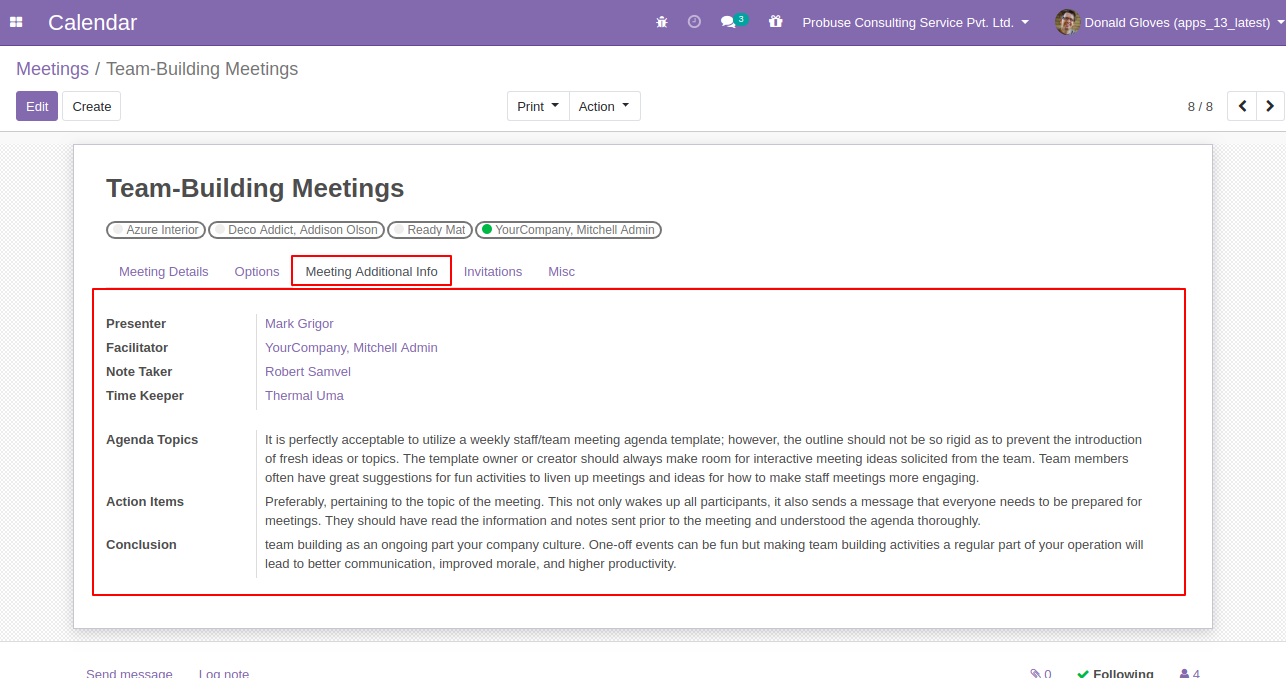 Calendar 3 Probuse Consulting Service Pvt. Ltd. Donald Gloves (apps_13_latest)
Meetings / Team-Building Meetings
Edit Create Print Action 8 / 8
Team-Building Meetings
Azure Interior Deco Addict, Addison Olson Ready Mat YourCompany, Mitchell Admin
Meeting Details Options Meeting Additional Info Invitations Misc
Presenter Mark Grigor
Facilitator YourCompany, Mitchell Admin
Note Taker Robert Samvel
Time Keeper Thermal Uma
Agenda Topics It is perfectly acceptable to utilize a weekly staff/team meeting agenda template; however, the outline should not be so rigid as to prevent the introduction
of fresh ideas or topics. The template owner or creator should always make room for interactive meeting ideas solicited from the team. Team members
often have great suggestions for fun activities to liven up meetings and ideas for how to make staff meetings more engaging.
Action Items Preferably, pertaining to the topic of the meeting. This not only wakes up all participants, it also sends a message that everyone needs to be prepared for
meetings. They should have read the information and notes sent prior to the meeting and understood the agenda thoroughly.
Conclusion team building as an ongoing part your company culture. One-off events can be fun but making team building activities a regular part of your operation will
lead to better communication, improved morale, and higher productivity.
Send message Log note 0 Following 4